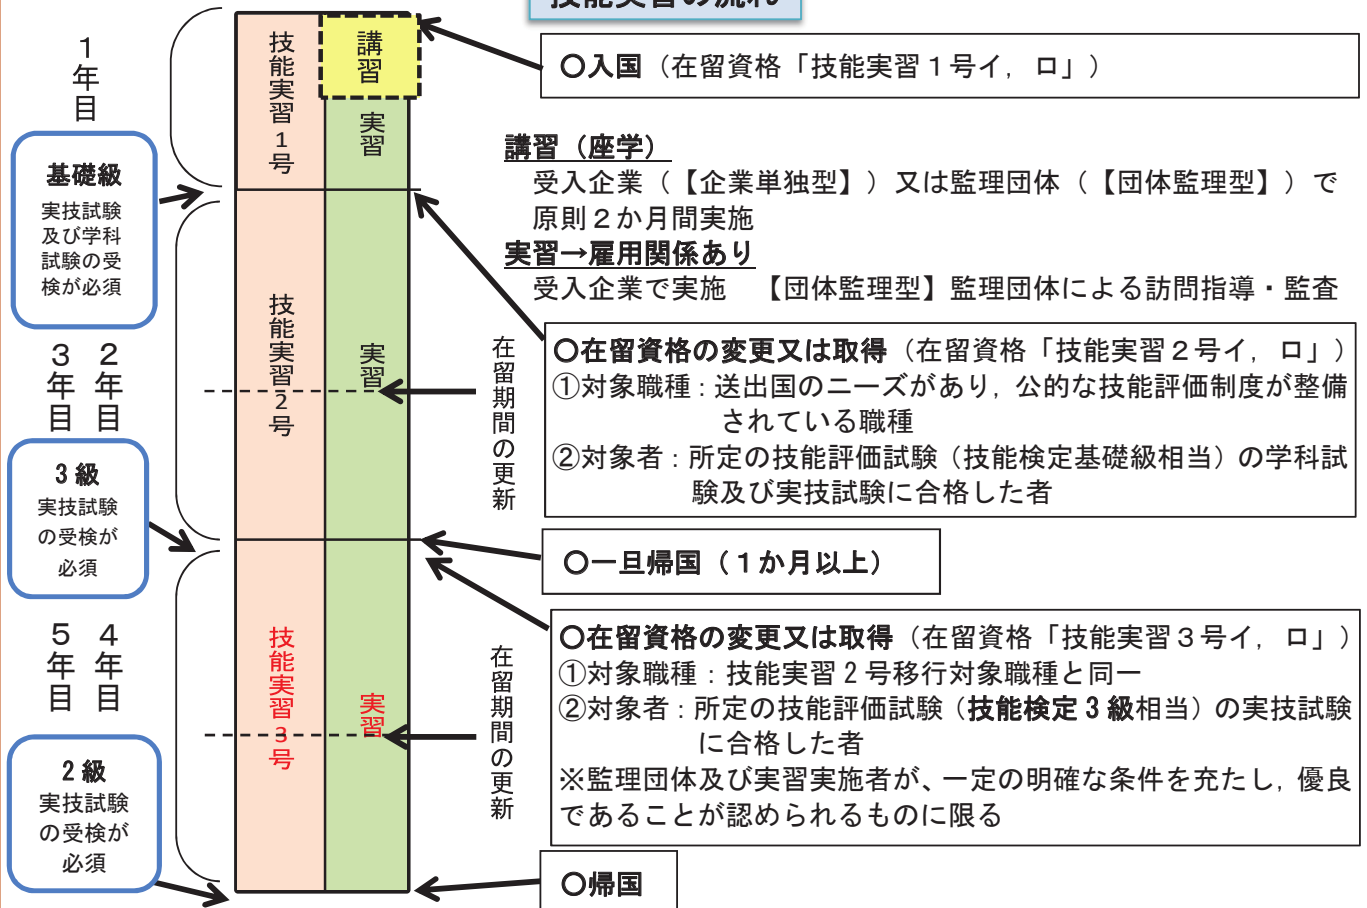 技能実習の流れ
1年目
技能実習1号
講習
実習
○入国（在留資格「技能実習１号イ，ロ」）
基礎級
実技試験
及び学科
試験の受
検が必須
講習（座学）
受入企業（【企業単独型】）又は監理団体（【団体監理型】）で
原則２か月間実施
実習→雇用関係あり
受入企業で実施　【団体監理型】監理団体による訪問指導・監査
2年目
3年目
技能実習2号
実習
在留期間の更新
○在留資格の変更又は取得（在留資格「技能実習２号イ，ロ」）
①対象職種：送出国のニーズがあり，公的な技能評価制度が整備
されている職種
②対象者：所定の技能評価試験（技能検定基礎級相当）の学科試
験及び実技試験に合格した者
3級
実技試験
の受検が
必須
○一旦帰国（１か月以上）
4年目
5年目
技能実習3号
実習
在留期間の更新
○在留資格の変更又は取得（在留資格「技能実習３号イ，ロ」）
①対象職種：技能実習２号移行対象職種と同一
②対象者：所定の技能評価試験（技能検定３級相当）の実技試験
に合格した者
※監理団体及び実習実施者が、一定の明確な条件を充たし，優良
であることが認められるものに限る
2級
実技試験
の受検が
必須
○帰国